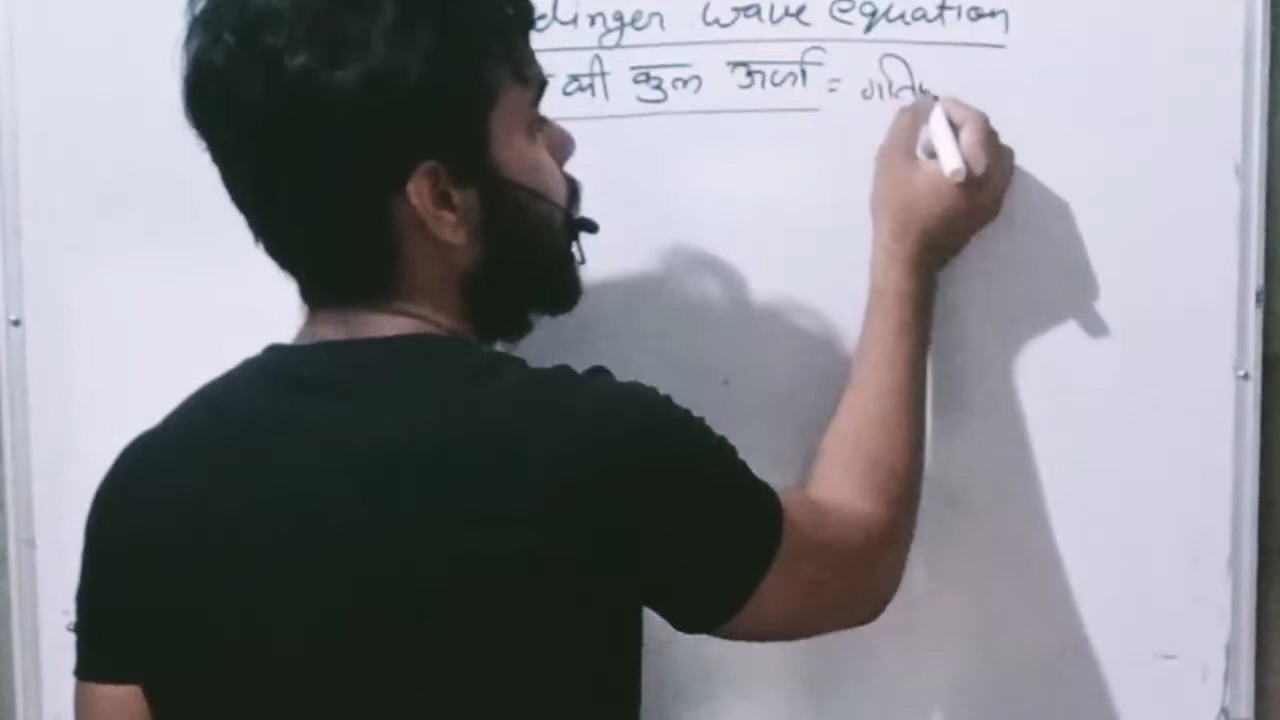 dinger wave equation
की कुल ऊर्जा = गति